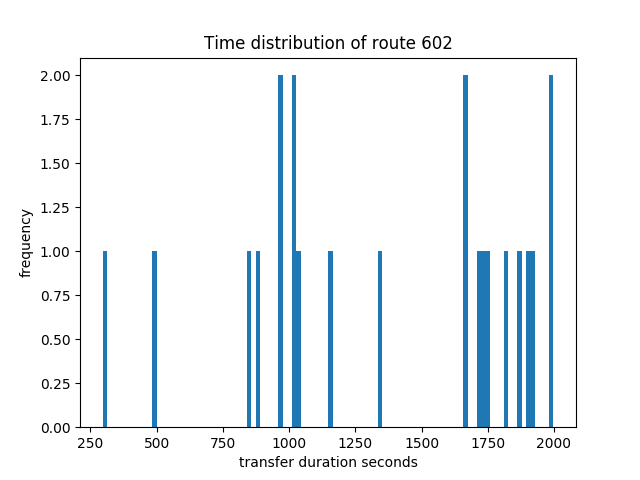 Time distribution of route 602
2.00
1.75
1.50
1.25
1.00
0.75
0.50
0.25
0.00
frequency
250 500 750 1000 1250 1500 1750 2000
transfer duration seconds